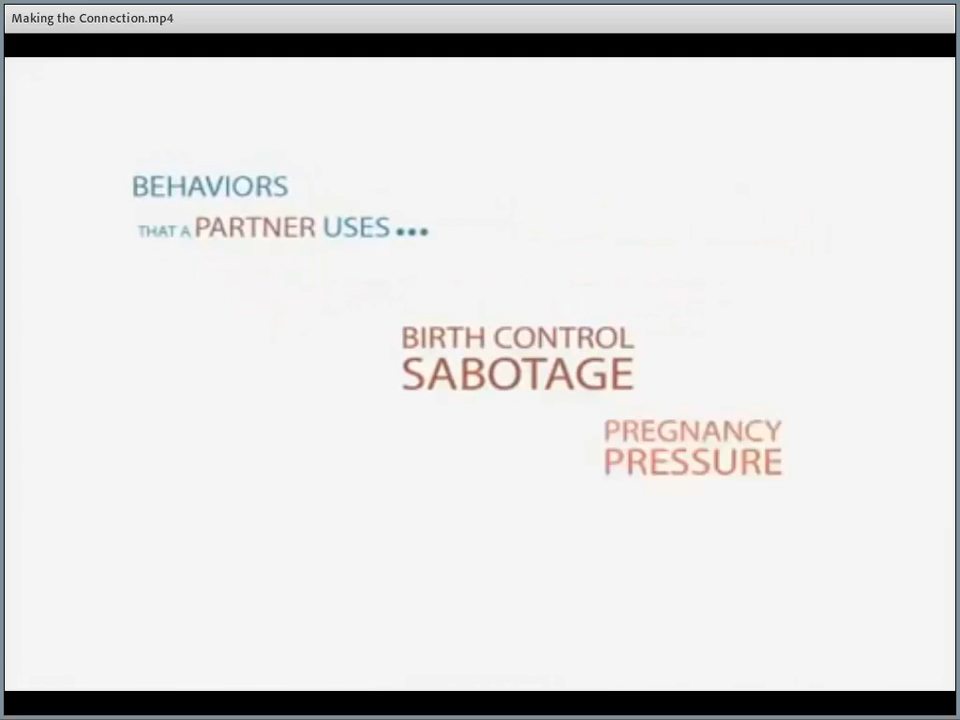 Making the Connection.mp4
BEHAVIORS
THAT A PARTNER USES...
BIRTH CONTROL
SABOTAGE
PREGNANCY
PRESSURE